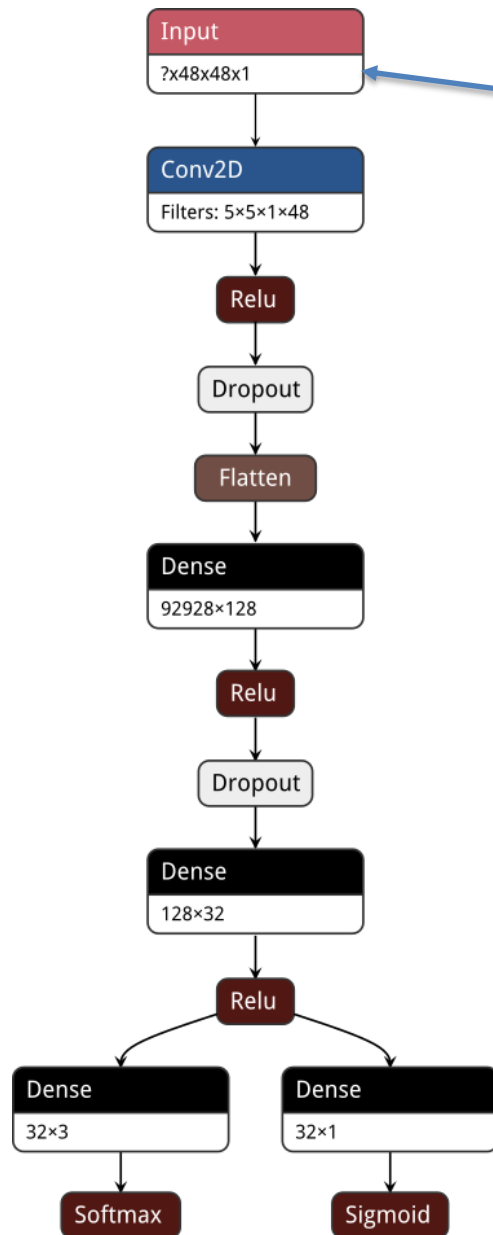 Input
?x48x48x1
Conv2D
Filters: 5×5×1×48
Relu
Dropout
Flatten
Dense
92928×128
Relu
Dropout
Dense
128×32
Relu
Dense
32×3
Dense
32×1
Softmax
Sigmoid